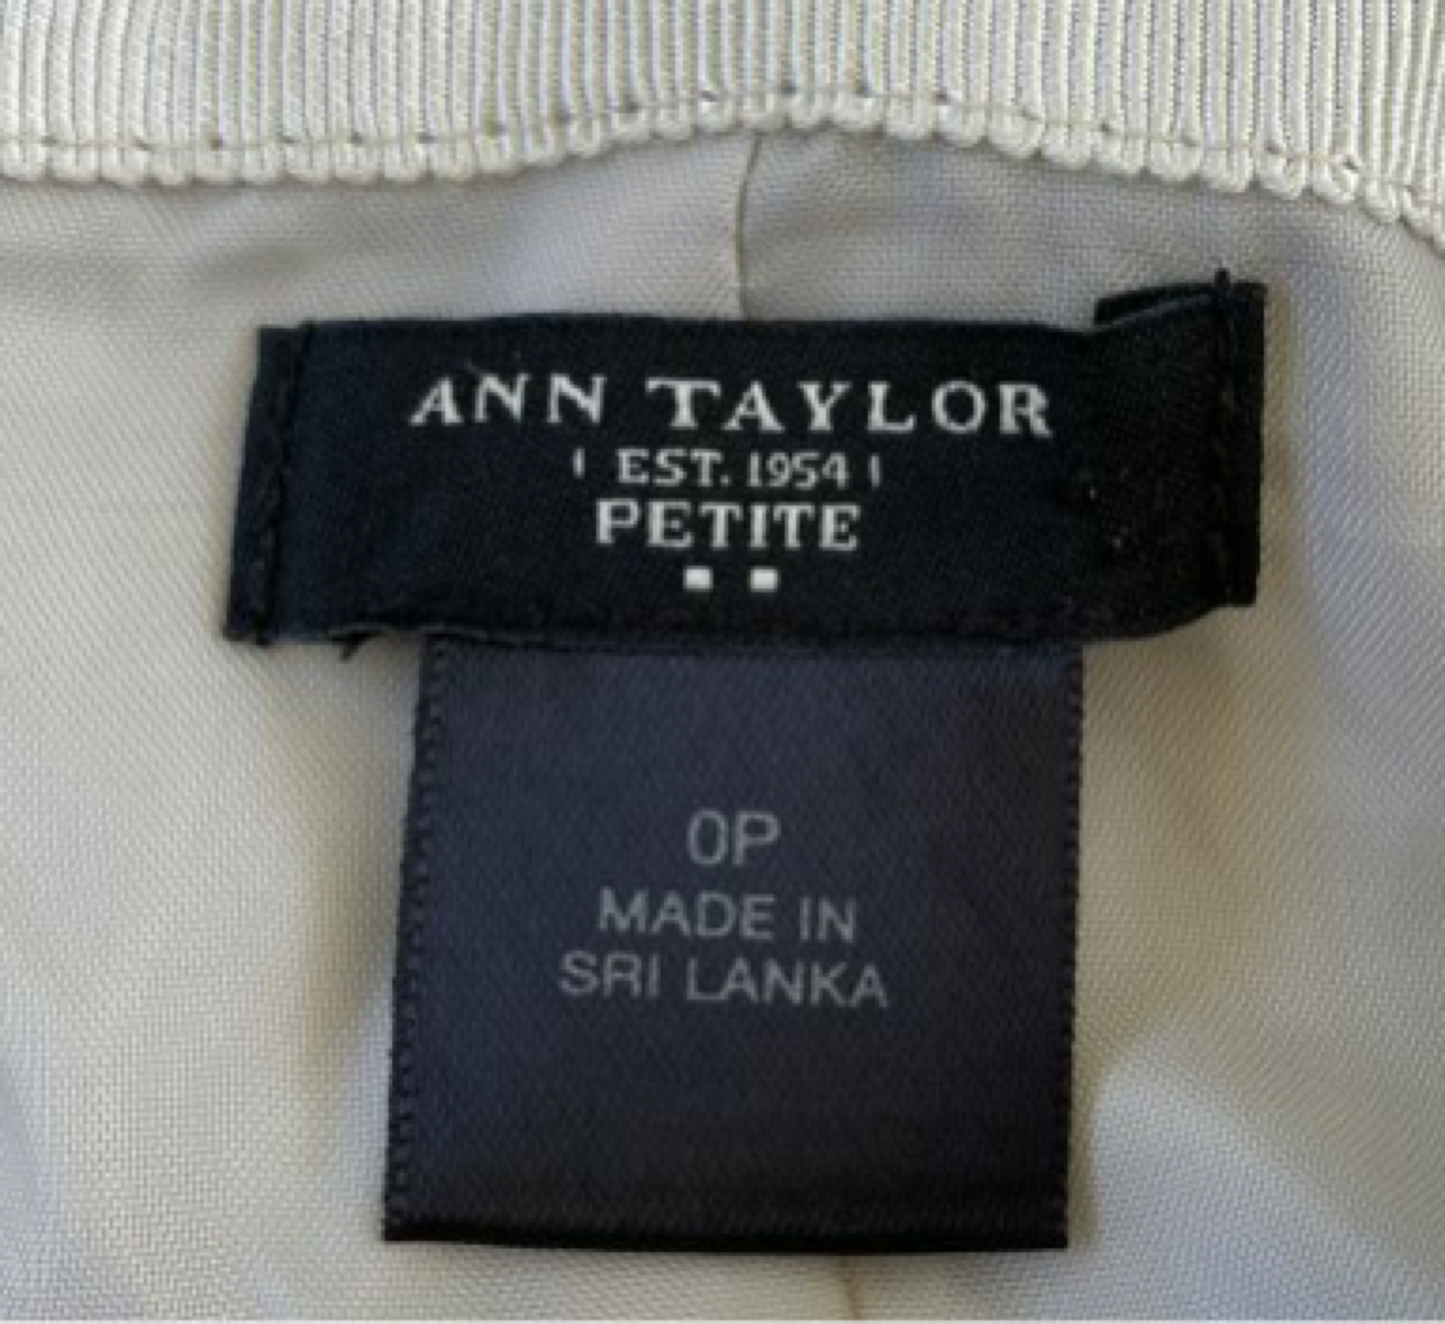 ANN TAYLOR
EST. 1954
PETITE
0P
MADE IN
SRI LANKA